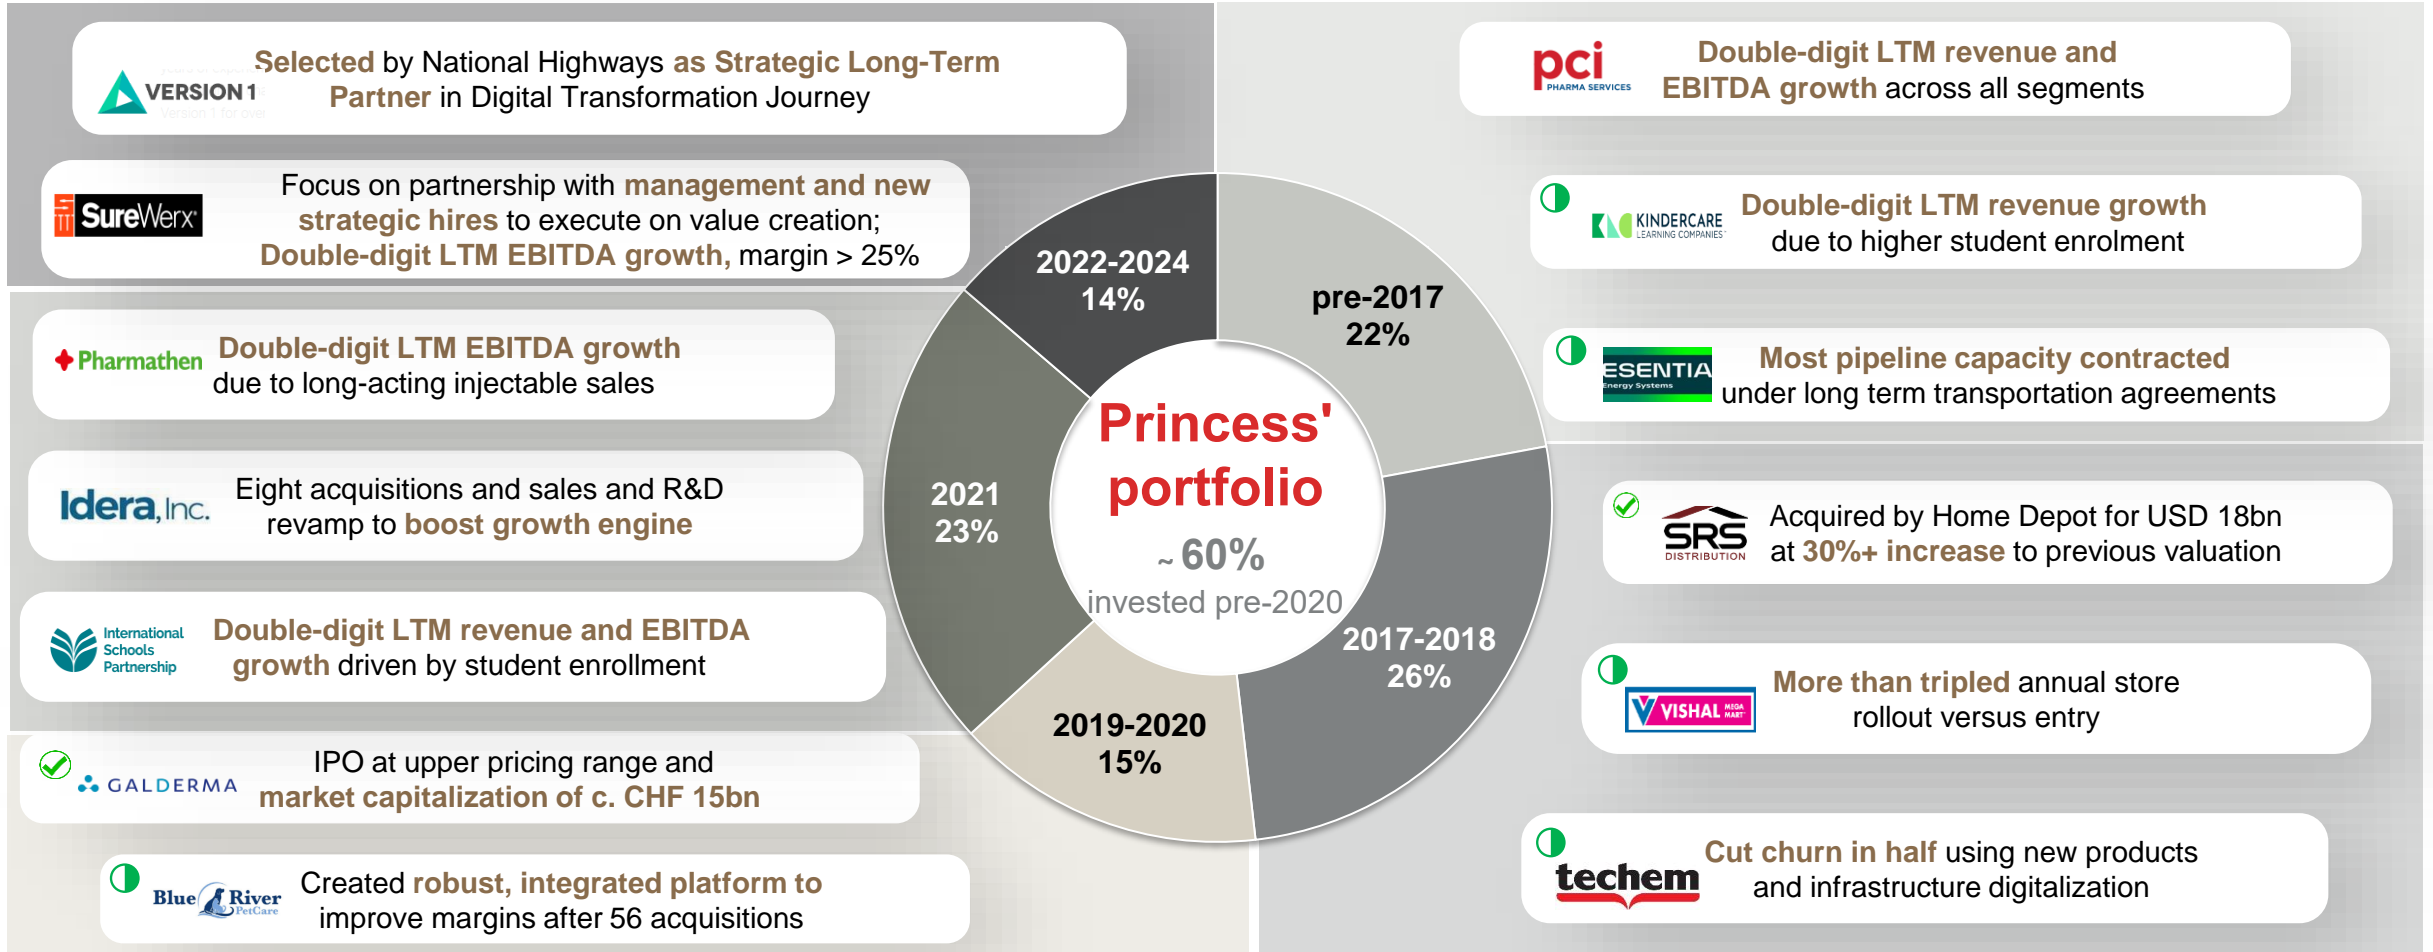 VERSION 1
Selected by National Highways as Strategic Long-Term
Partner in Digital Transformation Journey
Version 1 for over
SureWerx
Focus on partnership with management and new
strategic hires to execute on value creation;
Double-digit LTM EBITDA growth, margin > 25%
Pharmathen
Double-digit LTM EBITDA growth
due to long-acting injectable sales
Idera, Inc.
Eight acquisitions and sales and R&D
revamp to boost growth engine
International
Schools
Partnership
Double-digit LTM revenue and EBITDA
growth driven by student enrollment
GALDERMA
IPO at upper pricing range and
market capitalization of c. CHF 15bn
Blue River
PetCare
Created robust, integrated platform to
improve margins after 56 acquisitions
2022-2024
14%
pre-2017
22%
2021
23%
2017-2018
26%
2019-2020
15%
Princess'
portfolio
~ 60%
invested pre-2020
pci
PHARMA SERVICES
Double-digit LTM revenue and
EBITDA growth across all segments
KINDERCARE
LEARNING COMPANIES
Double-digit LTM revenue growth
due to higher student enrolment
ESENTIA
Energy Systems
Most pipeline capacity contracted
under long term transportation agreements
SRS
DISTRIBUTION
Acquired by Home Depot for USD 18bn
at 30%+ increase to previous valuation
VISHAL MEGA
MART
More than tripled annual store
rollout versus entry
techem
Cut churn in half using new products
and infrastructure digitalization